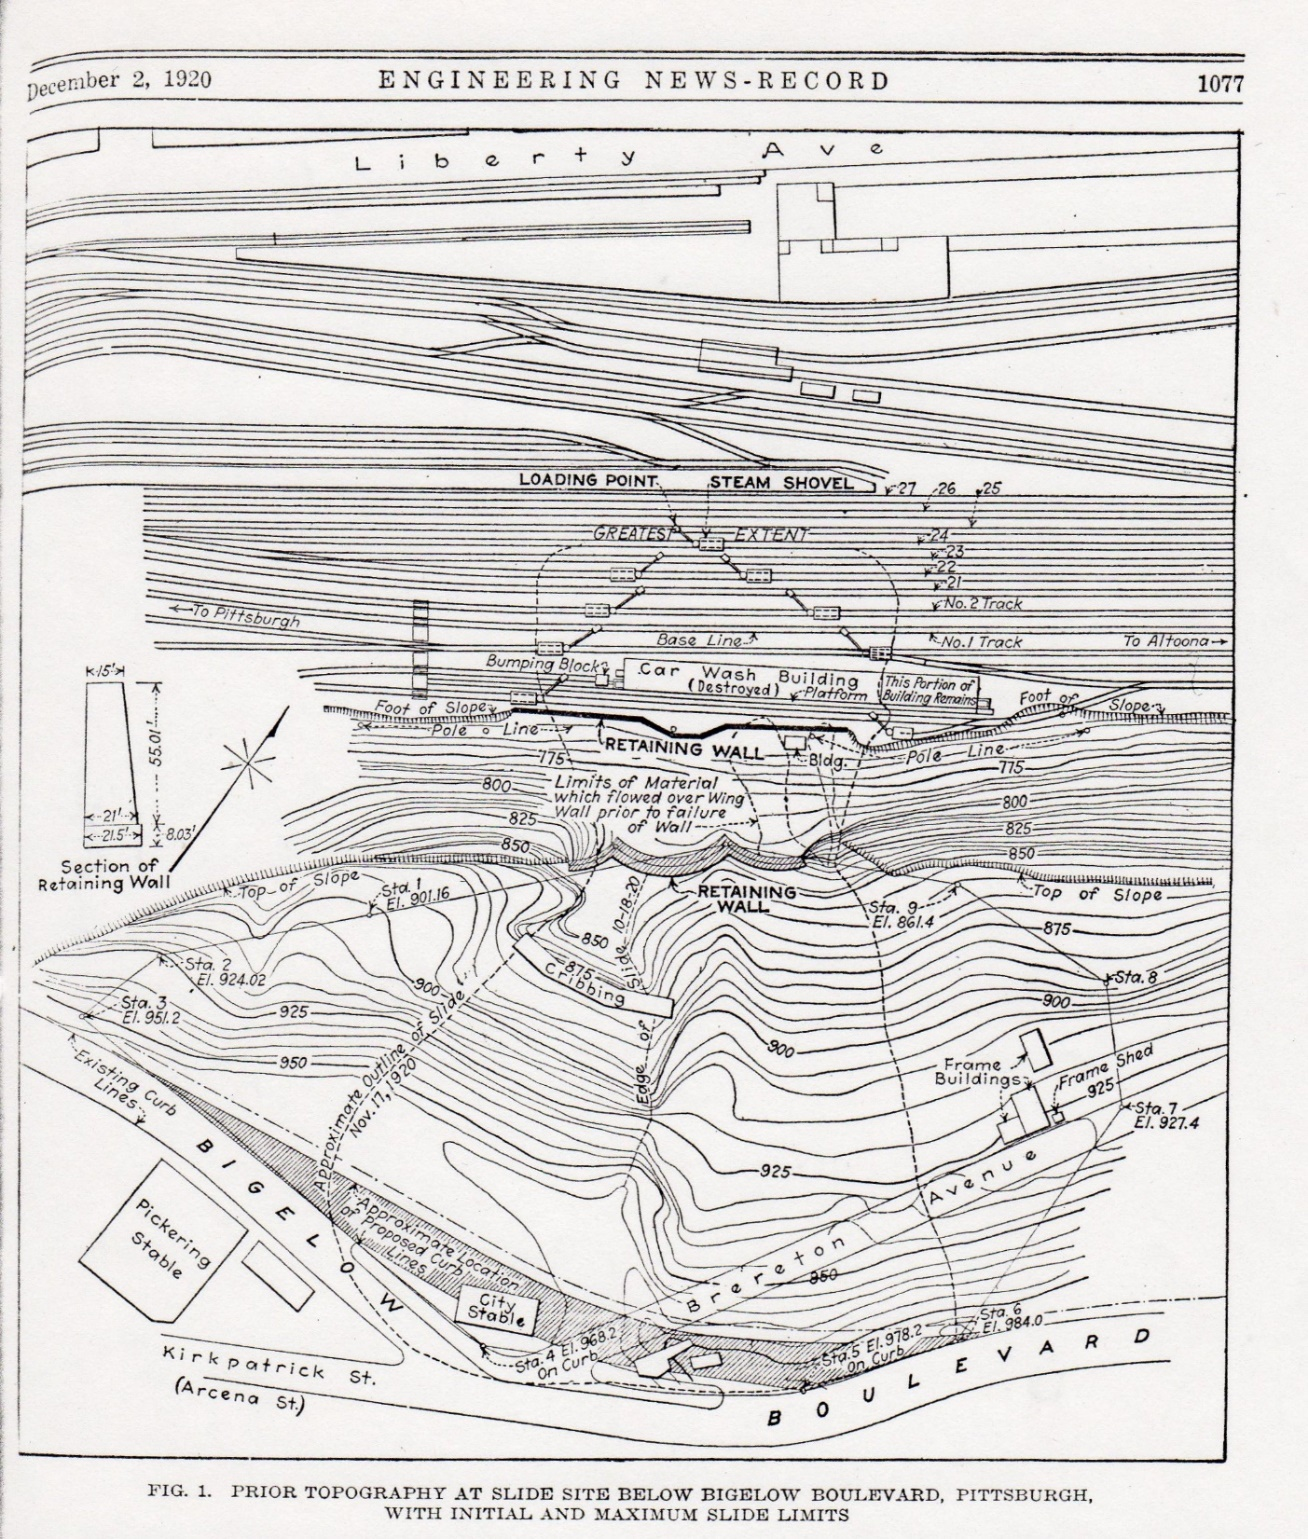 December 2, 1920
ENGINEERING NEWS-RECORD
1077
Liberty Ave
LOADING POINT
STEAM SHOVEL
27
26
25
GREATEST EXTENT
24
23
22
21
No. 2 Track
To Pittsburgh
Base Line
No. 1 Track
To Altoona
15'
Bumping Block
Car Wash Building
(Destroyed)
Platform
This Portion of
Building Remains
Foot of Slope
Foot of Slope
Pole Line
RETAINING WALL
Bldg.
Pole Line
55.01'
775
775
800
Limits of Material
which flowed over Wing
Wall prior to failure
of Wall
800
21'
825
825
21.5'
8.03'
850
850
Section of
Retaining Wall
Top of Slope
Sta. 1
El. 901.16
RETAINING
WALL
Top of Slope
Sta. 9
El. 861.4
Edge of Slide 10-18-20
850
875
875
Cribbing
Sta. 2
El. 924.02
Sta. 8
900
900
Sta. 3
El. 951.2
925
900
950
Existing Curb
Lines
Approximate Outline of Slide
Nov. 17, 1920
Frame
Buildings
Frame Shed
925
Sta. 7
El. 927.4
925
BIGELOW
Pickering
Stable
Approximate Location
of Proposed Curb
Lines
Brereton Avenue
950
City
Stable
Sta. 6
El. 984.0
Sta. 4 El. 968.2
On Curb
Sta. 5 El. 978.2
On Curb
BOULEVARD
Kirkpatrick St.
(Arcena St.)
FIG. 1. PRIOR TOPOGRAPHY AT SLIDE SITE BELOW BIGELOW BOULEVARD, PITTSBURGH,
WITH INITIAL AND MAXIMUM SLIDE LIMITS